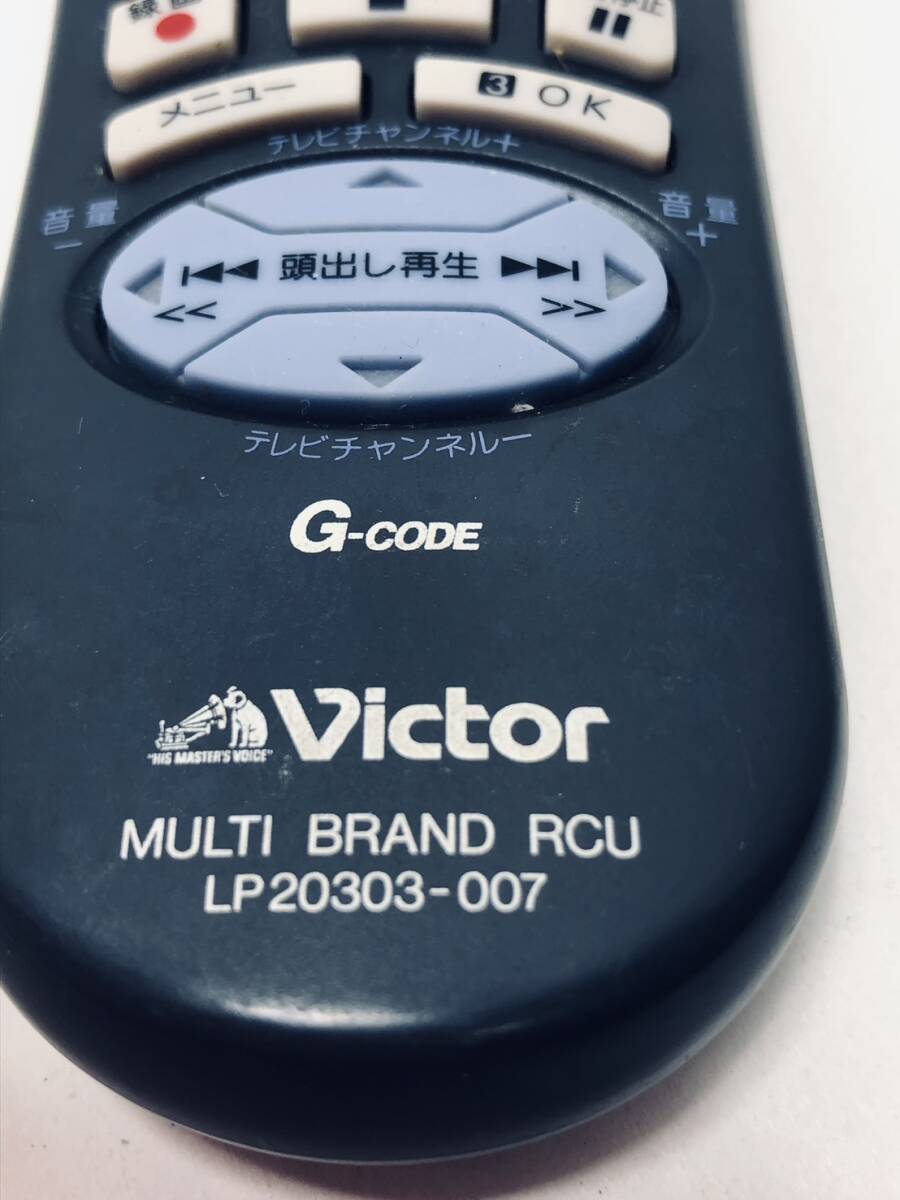 メニュー
3 OK
テレビチャンネル+
音量
－
音量
+
頭出し再生
<<
>>
テレビチャンネルー
G-CODE
"HIS MASTER'S VOICE"
Victor
MULTI BRAND RCU
LP20303-007